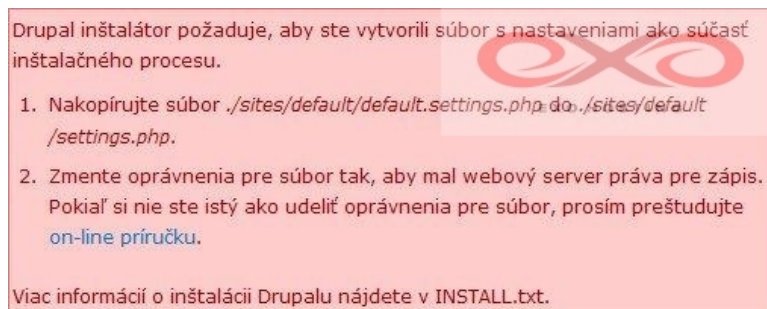 Drupal inštalátor požaduje, aby ste vytvorili súbor s nastaveniami ako súčasť
inštalačného procesu.
1. Nakopírujte súbor ./sites/default/default.settings.php do ./sites/default
/settings.php.
2. Zmente oprávnenia pre súbor tak, aby mal webový server práva pre zápis.
Pokiaľ si nie ste istý ako udeliť oprávnenia pre súbor, prosím preštudujte
on-line príručku.
Viac informácií o inštalácii Drupalu nájdete v INSTALL.txt.
exo